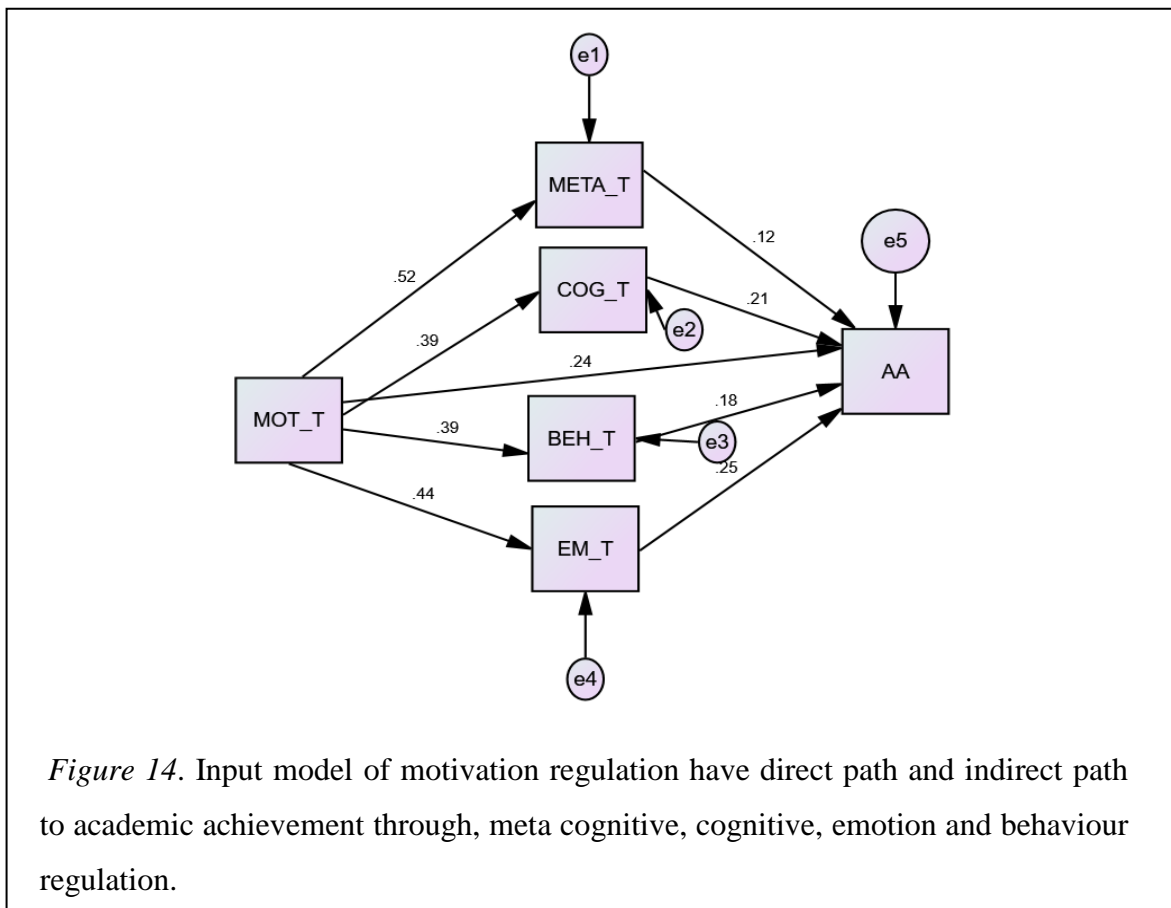 e1
META_T
.12
e5
.52
COG_T
.21
e2
.39
.24
AA
MOT_T
.18
.39
BEH_T
e3
.25
.44
EM_T
e4
Figure 14. Input model of motivation regulation have direct path and indirect path
to academic achievement through, meta cognitive, cognitive, emotion and behaviour
regulation.